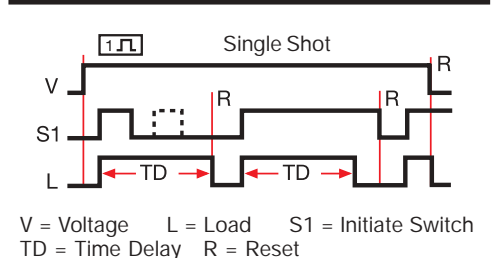 1 Single Shot
R
V
R R
S1
L TD TD
V = Voltage L = Load S1 = Initiate Switch
TD = Time Delay R = Reset